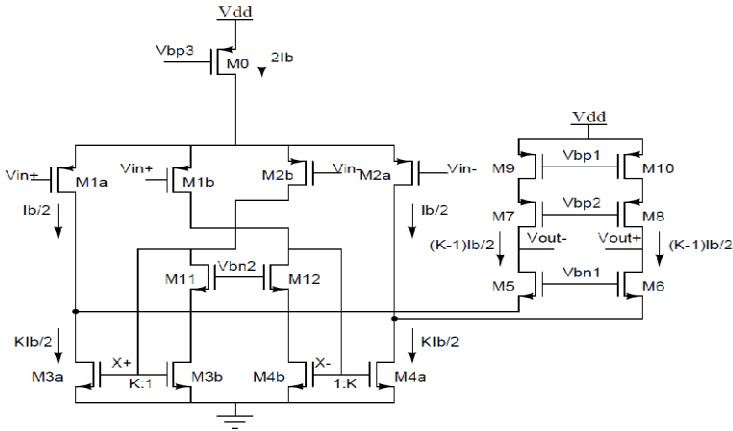 Vdd
Vbp3
M0
2Ib
Vdd
M9
Vbp1
M10
Vin+
M1a
Vin+
M1b
M2b
Vin-
M2a
Vin-
Ib/2
Ib/2
M7
Vbp2
M8
(K-1)Ib/2
Vout-
Vout+
(K-1)Ib/2
M11
Vbn2
M12
M5
Vbn1
M6
KIb/2
KIb/2
M3a
X+
K:1
M3b
M4b
X-
1:K
M4a